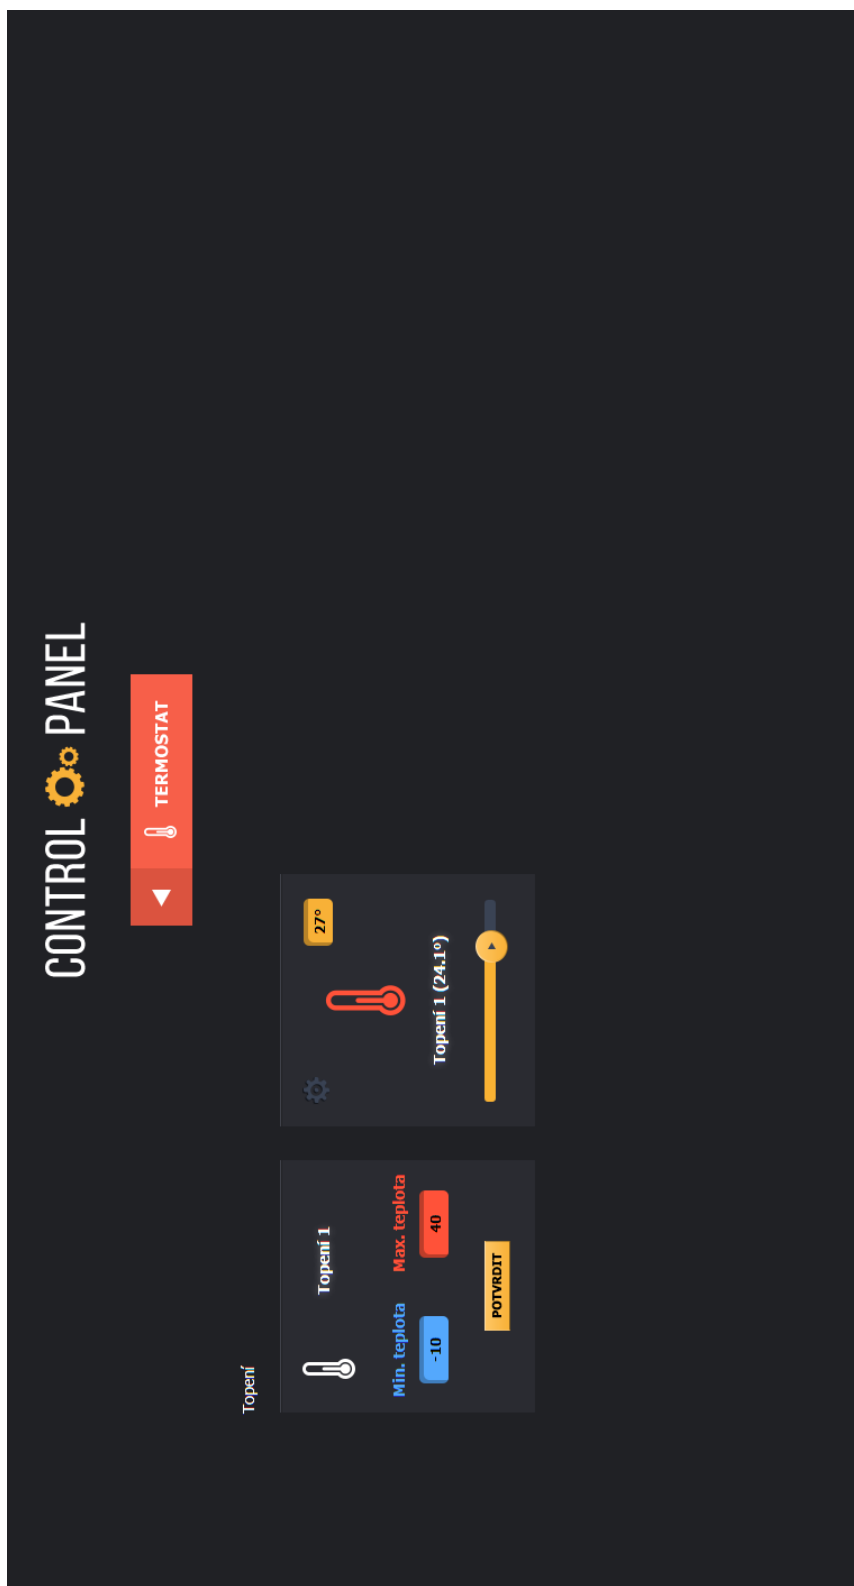 CONTROL PANEL
TERMOSTAT
Topení
Topení 1
Min. teplota
Max. teplota
-10
40
POTVRDIT
27°
Topení 1 (24.1°)